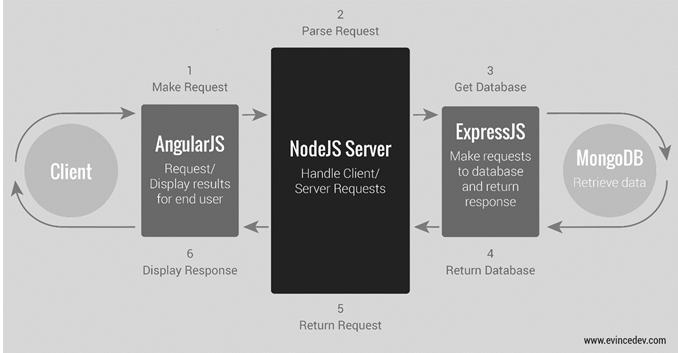 2
Parse Request
1
Make Request
3
Get Database
Client
AngularJS
Request/
Display results
for end user
NodeJS Server
Handle Client/
Server Requests
ExpressJS
Make requests
to database
and return
response
MongoDB
Retrieve data
6
Display Response
4
Return Database
5
Return Request
www.evincedev.com